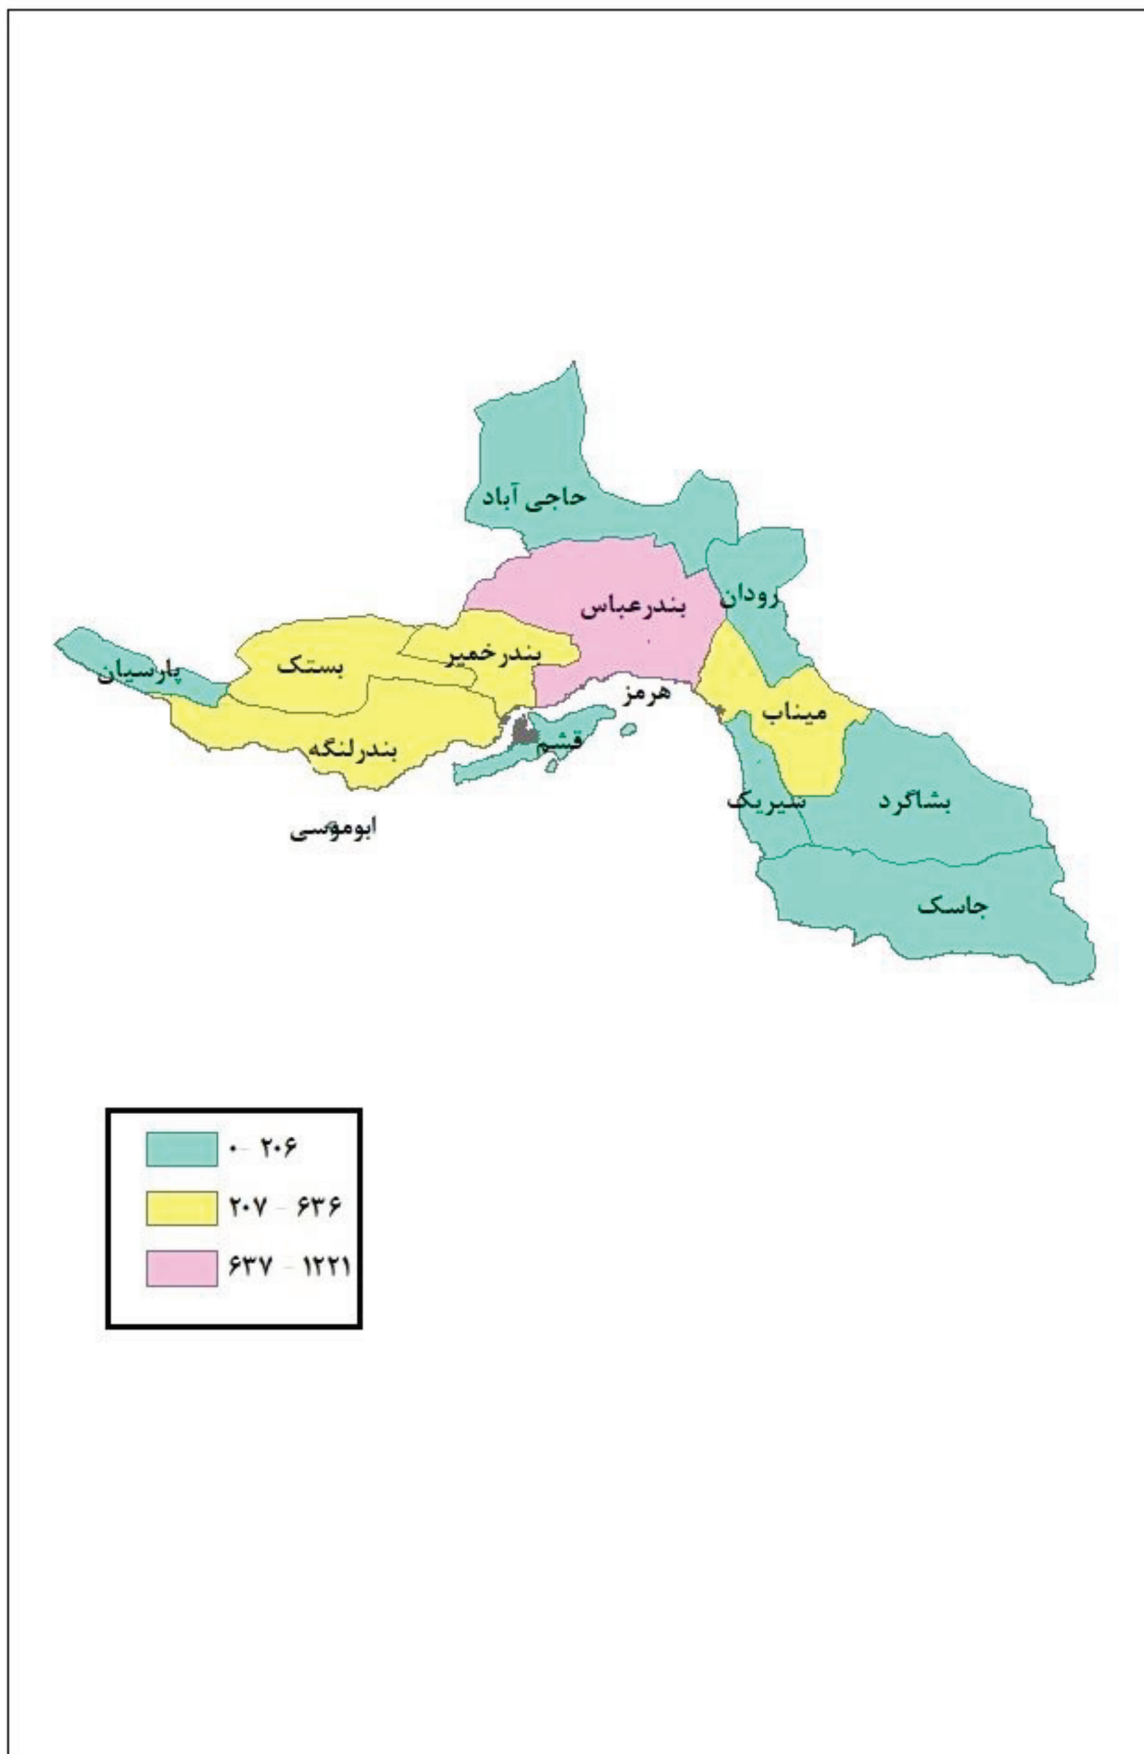 حاجی آباد
رودان
بندرعباس
بندرخمیر
بستک
پارسیان
هرمز
میناب
قشم
بندرلنگه
سیریک
بشاگرد
ابوموسی
جاسک
۰- ۲۰۶
۲۰۷ - ۶۳۶
۶۳۷ - ۱۲۲۱